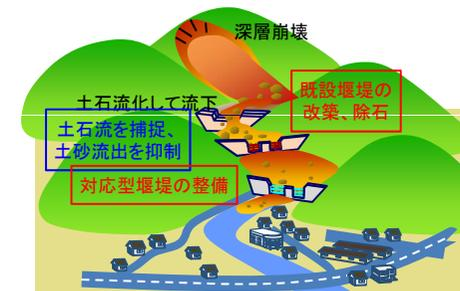 深層崩壊
既設堰堤の
改築、除石
土石流化して流下
土石流を捕捉、
土砂流出を抑制
対応型堰堤の整備